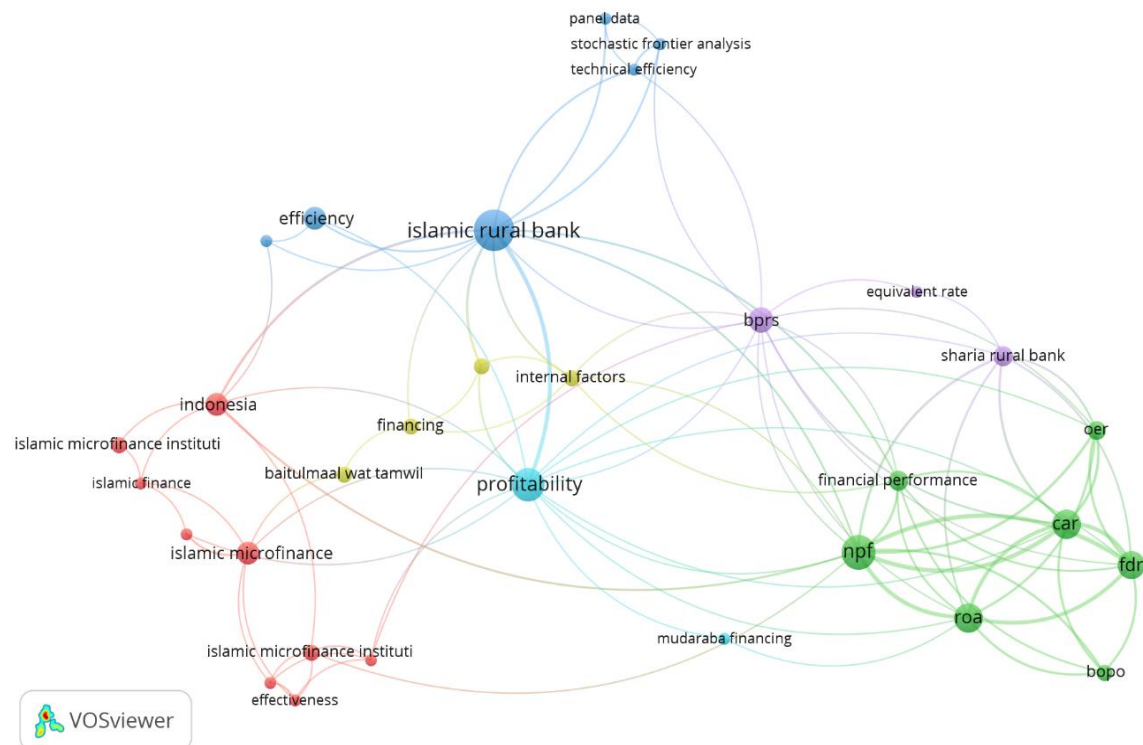 panel data
stochastic frontier analysis
technical efficiency
efficiency
islamic rural bank
equivalent rate
bprs
sharia rural bank
internal factors
indonesia
financing
oer
islamic microfinance instituti
baitulmaal wat tamwil
islamic finance
profitability
financial performance
car
islamic microfinance
npf
fdr
roa
mudaraba financing
islamic microfinance instituti
bopo
effectiveness
VOSviewer